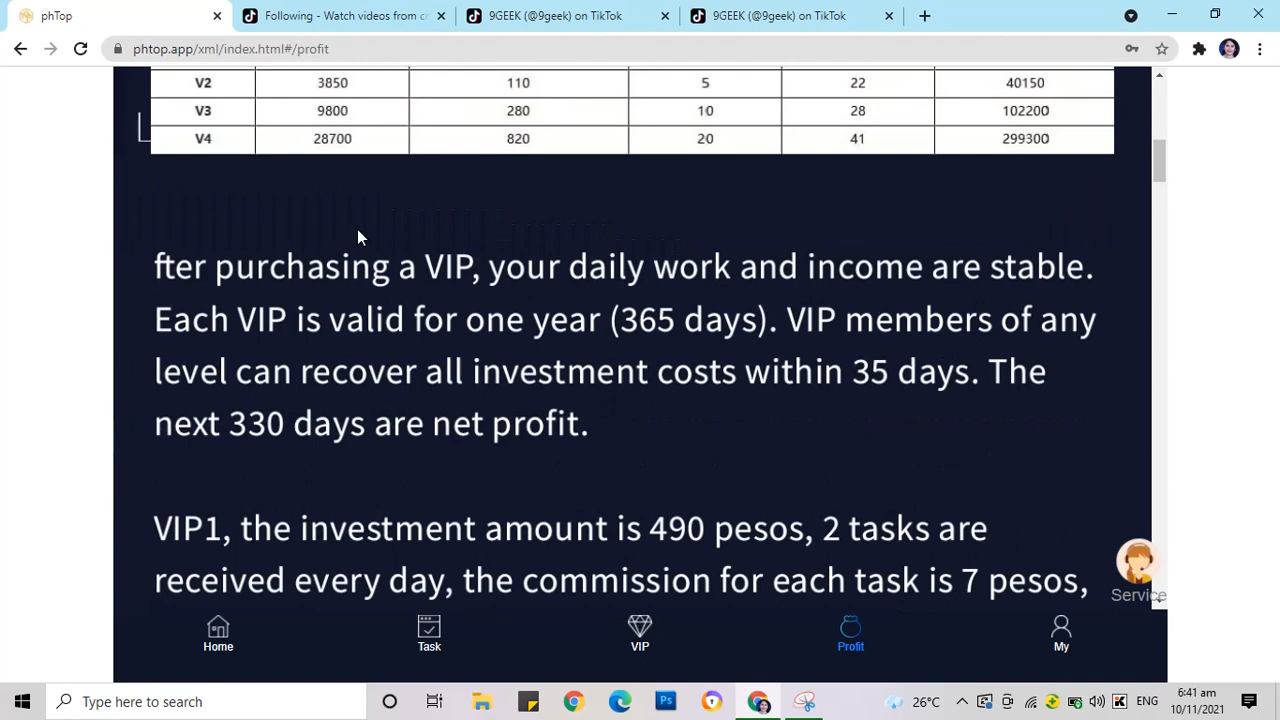 phTop
Following - Watch videos from c
9GEEK (@9geek) on TikTok
9GEEK (@9geek) on TikTok
phtop.app/xml/index.html#/profit
V2 3850 110 5 22 40150
V3 9800 280 10 28 102200
V4 28700 820 20 41 299300
fter purchasing a VIP, your daily work and income are stable.
Each VIP is valid for one year (365 days). VIP members of any
level can recover all investment costs within 35 days. The
next 330 days are net profit.
VIP1, the investment amount is 490 pesos, 2 tasks are
received every day, the commission for each task is 7 pesos,
Service
Home Task VIP Profit My
Type here to search
Ps
26°C
ENG
6:41 am
10/11/2021